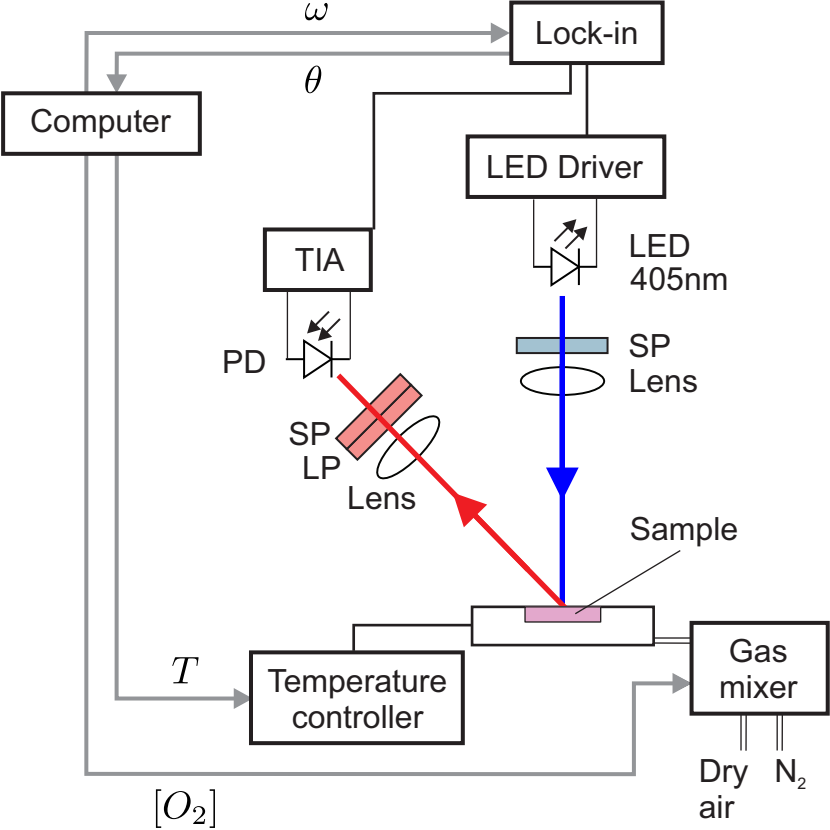 ω
Lock-in
θ
Computer
LED Driver
TIA
LED
405nm
PD
SP
Lens
SP
LP
Lens
Sample
T
Temperature
controller
Gas
mixer
Dry
air
N₂
[O₂]